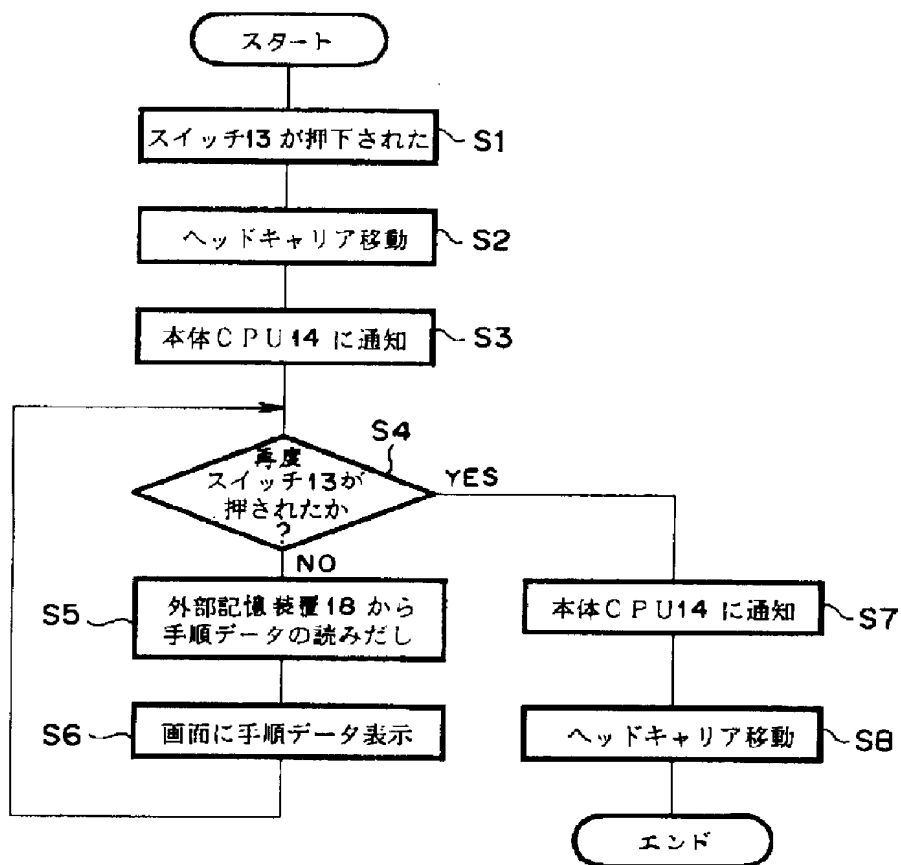 スタート
スイッチ13が押下された
S1
ヘッドキャリア移動
S2
本体CPU14に通知
S3
S4
再度
スイッチ13が
押されたか
?
YES
NO
S5
外部記憶装置18から
手順データの読みだし
S6
画面に手順データ表示
本体CPU14に通知
S7
ヘッドキャリア移動
S8
エンド